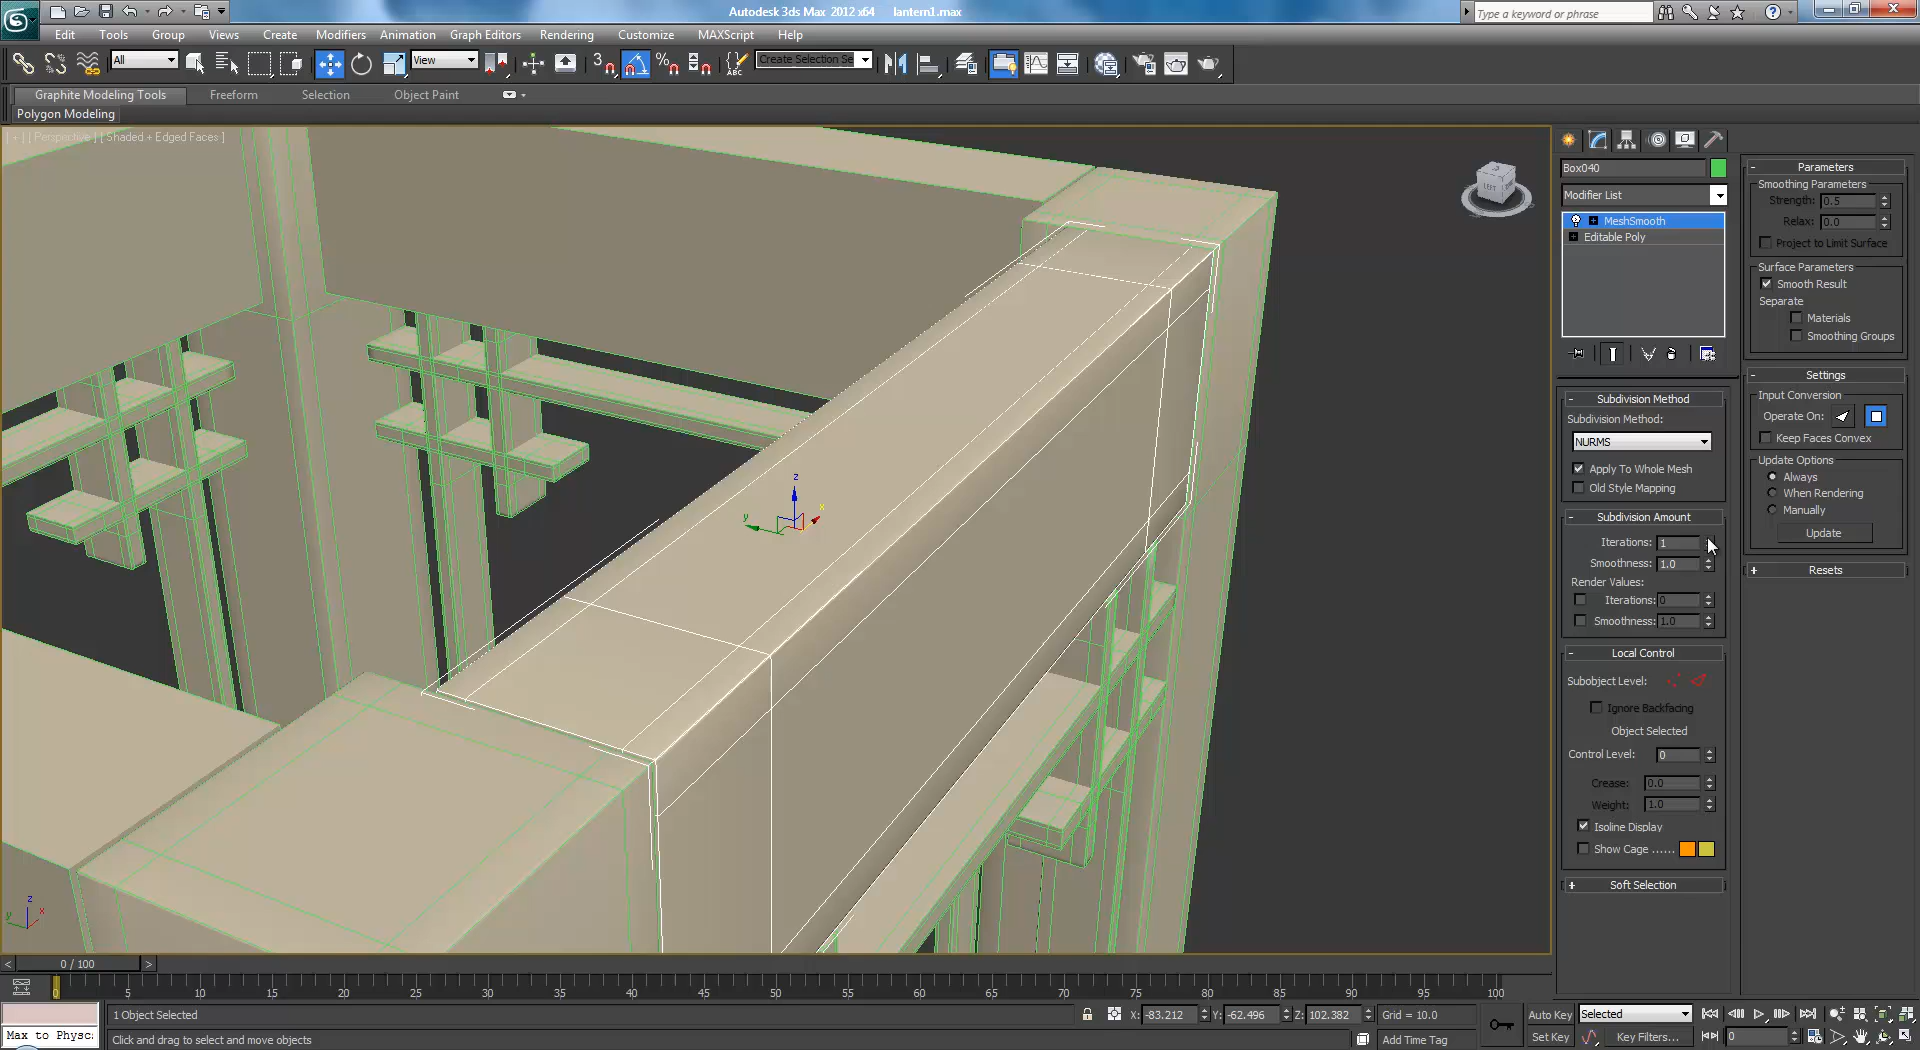 Autodesk 3ds Max 2012 x64 lantern1.max
Type a keyword or phrase
Edit Tools Group Views Create Modifiers Animation Graph Editors Rendering Customize MAXScript Help
All View 3 Create Selection Se
Graphite Modeling Tools Freeform Selection Object Paint
Polygon Modeling
[ + ] [ Perspective ] [ Shaded + Edged Faces ]
LEFT
z
y
x
z
y
x
Box040
Modifier List
MeshSmooth
Editable Poly
- Subdivision Method
Subdivision Method:
NURMS
Apply To Whole Mesh
Old Style Mapping
- Subdivision Amount
Iterations: 1
Smoothness: 1.0
Render Values:
Iterations: 0
Smoothness: 1.0
- Local Control
Subobject Level:
Ignore Backfacing
Object Selected
Control Level: 0
Crease: 0.0
Weight: 1.0
Isoline Display
Show Cage ......
+ Soft Selection
- Parameters
Smoothing Parameters
Strength: 0.5
Relax: 0.0
Project to Limit Surface
Surface Parameters
Smooth Result
Separate
Materials
Smoothing Groups
- Settings
Input Conversion
Operate On:
Keep Faces Convex
Update Options
Always
When Rendering
Manually
Update
+ Resets
< 0 / 100 >
0 5 10 15 20 25 30 35 40 45 50 55 60 65 70 75 80 85 90 95 100
1 Object Selected X: -83.212 Y: -62.496 Z: 102.382 Grid = 10.0 Auto Key Selected
Max to Physc: Click and drag to select and move objects Add Time Tag Set Key Key Filters... 0